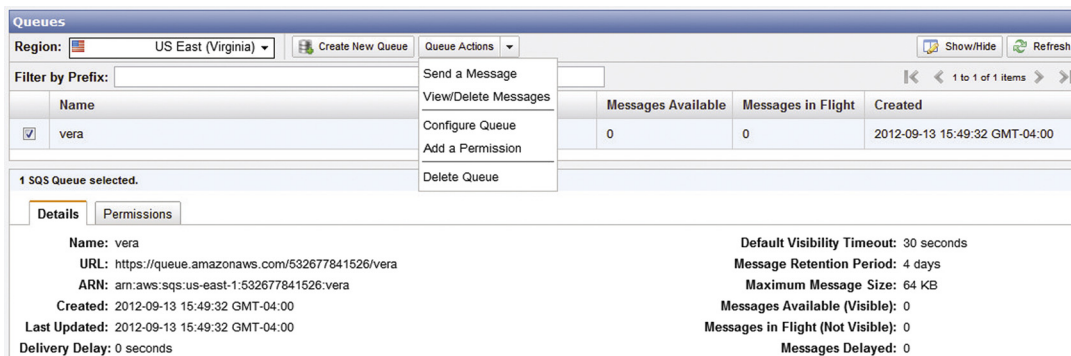 Queues
Region: US East (Virginia) Create New Queue Queue Actions Show/Hide Refresh
Filter by Prefix: 1 to 1 of 1 items
Send a Message
View/Delete Messages
Configure Queue
Add a Permission
Delete Queue
Name Messages Available Messages in Flight Created
vera 0 0 2012-09-13 15:49:32 GMT-04:00
1 SQS Queue selected.
Details Permissions
Name: vera
URL: https://queue.amazonaws.com/532677841526/vera
ARN: arn:aws:sqs:us-east-1:532677841526:vera
Created: 2012-09-13 15:49:32 GMT-04:00
Last Updated: 2012-09-13 15:49:32 GMT-04:00
Delivery Delay: 0 seconds
Default Visibility Timeout: 30 seconds
Message Retention Period: 4 days
Maximum Message Size: 64 KB
Messages Available (Visible): 0
Messages in Flight (Not Visible): 0
Messages Delayed: 0